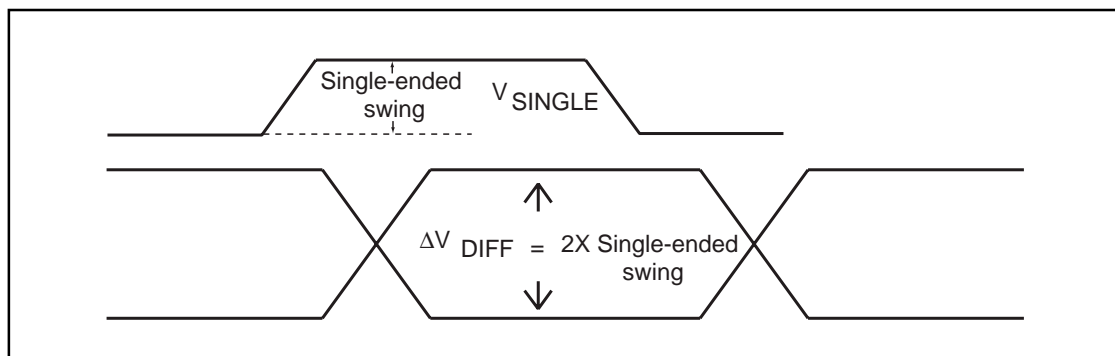 Single-ended
swing
V SINGLE
ΔV DIFF = 2X Single-ended
swing